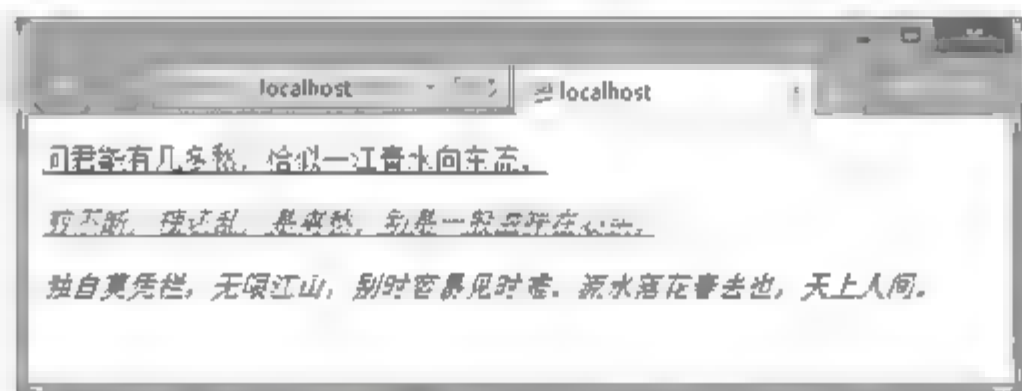 localhost
localhost
问君能有几多愁，恰似一江春水向东流。
剪不断，理还乱，是离愁，别是一般滋味在心头。
独自莫凭栏，无限江山，别时容易见时难。流水落花春去也，天上人间。